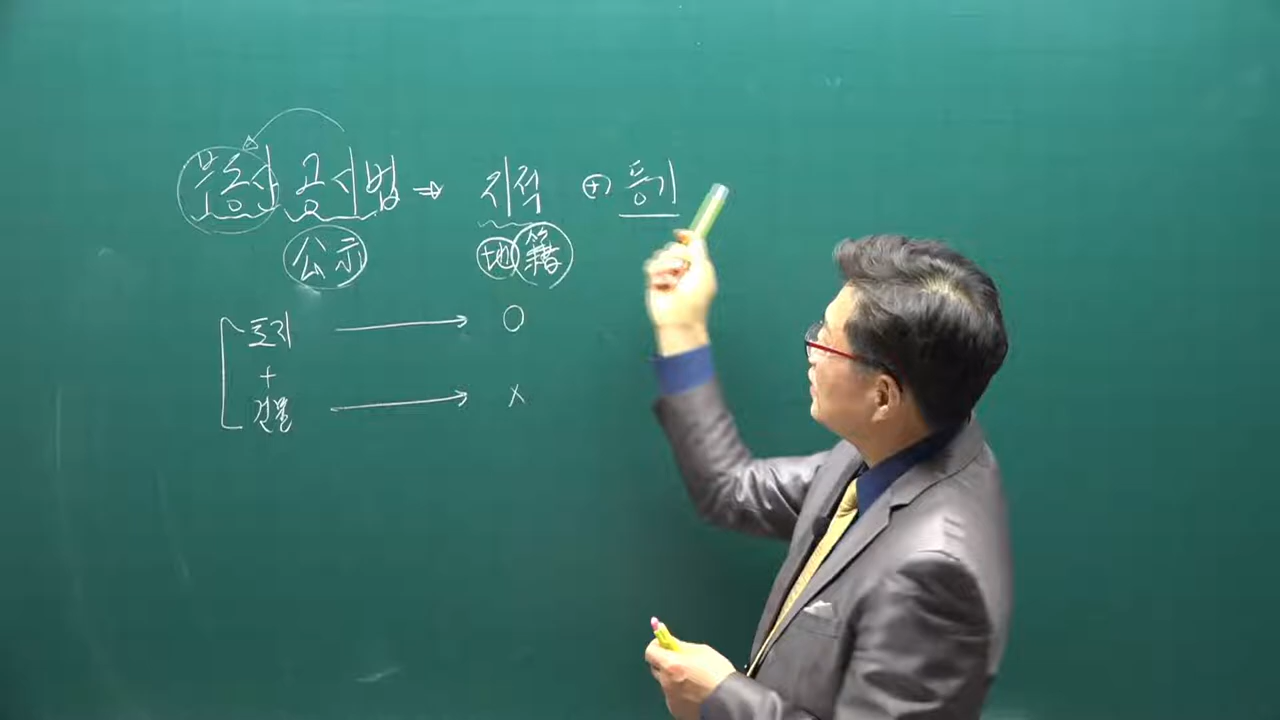 부동산 공시법 ⇒ 지적 ⊕ 등기
公示 地籍
토지 → O
+
건물 → X